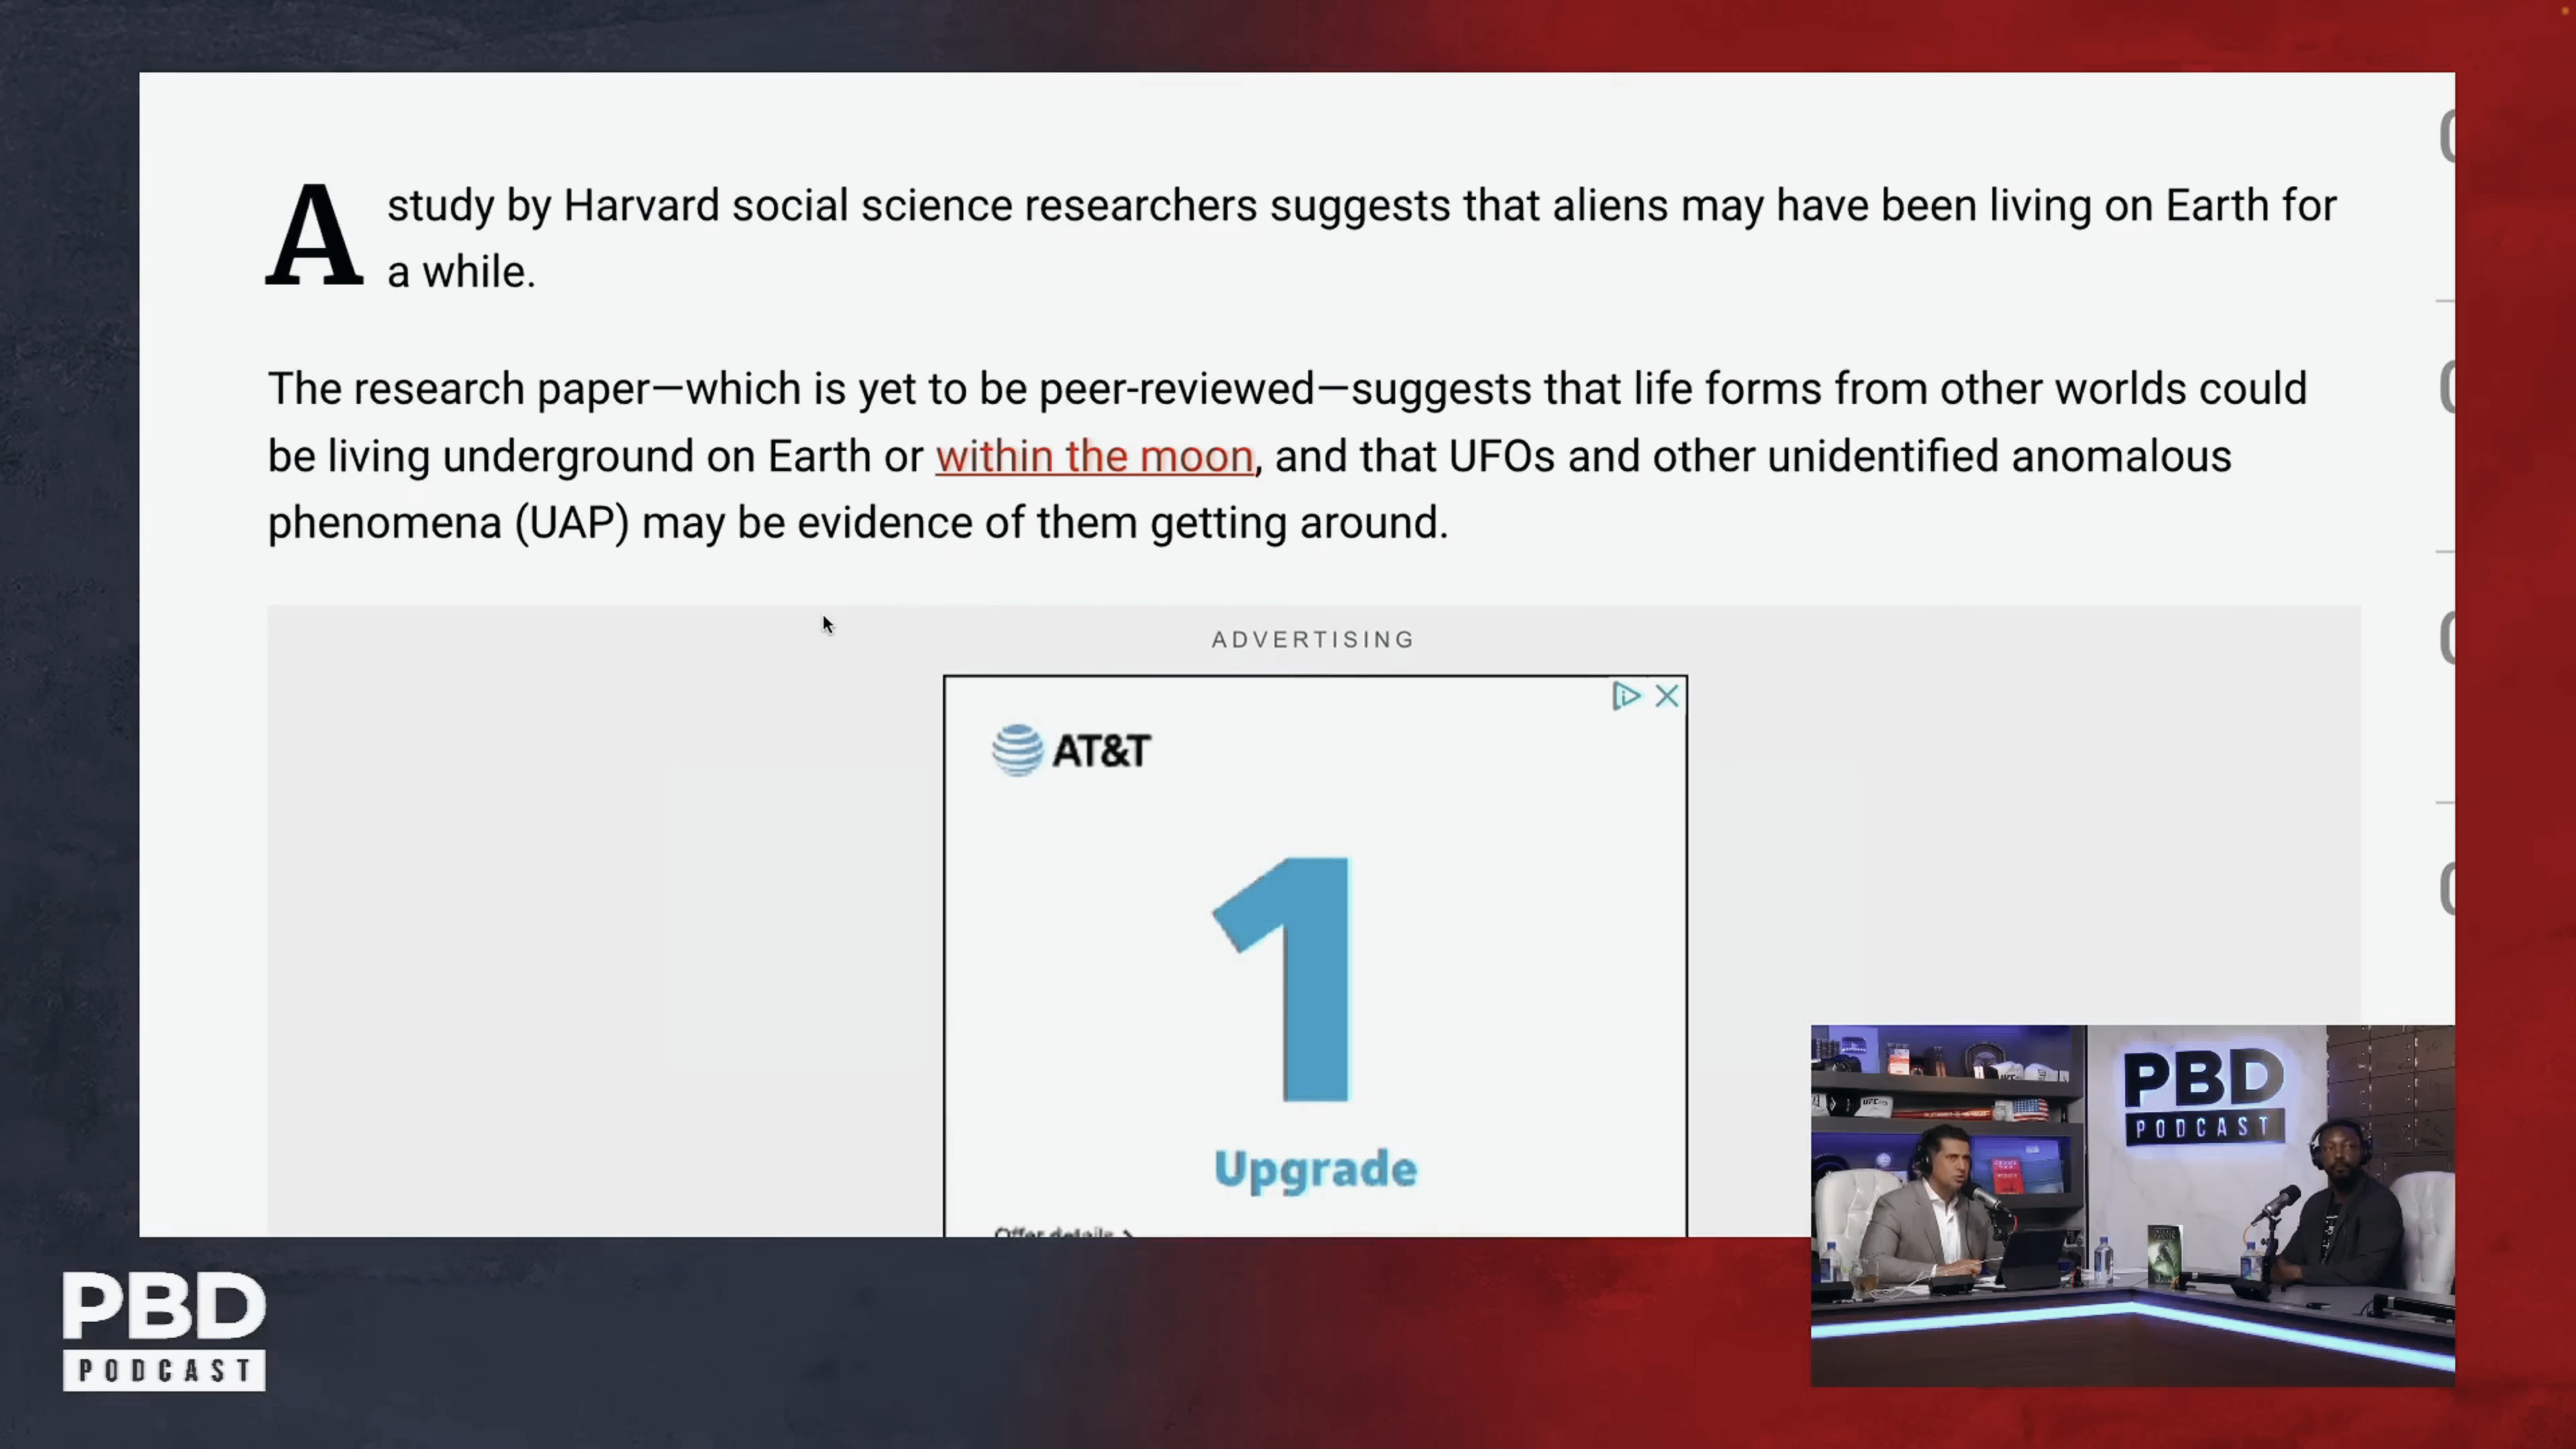 A study by Harvard social science researchers suggests that aliens may have been living on Earth for
a while.
The research paper—which is yet to be peer-reviewed—suggests that life forms from other worlds could
be living underground on Earth or within the moon, and that UFOs and other unidentified anomalous
phenomena (UAP) may be evidence of them getting around.
ADVERTISING
AT&T
1
Upgrade
Offer details >
PBD
PODCAST
PBD
PODCAST